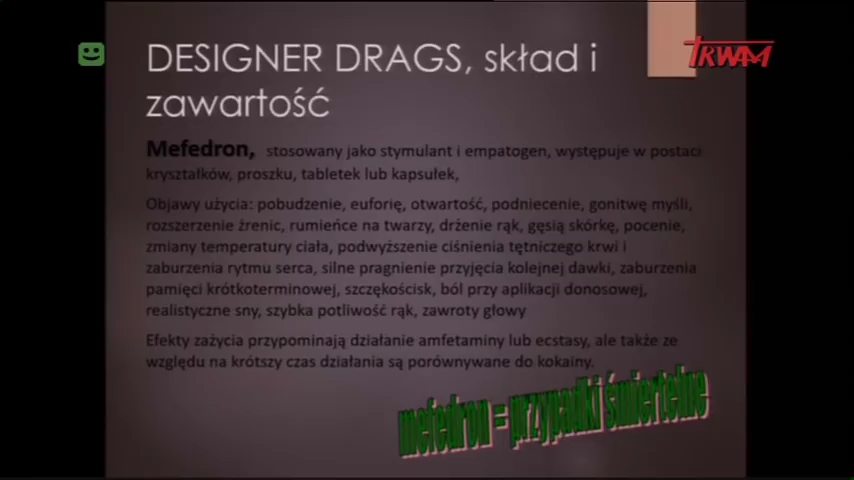 DESIGNER DRAGS, skład i
zawartość
TRWAM
Mefedron, stosowany jako stymulant i empatogen, występuje w postaci
kryształków, proszku, tabletek lub kapsułek,
Objawy użycia: pobudzenie, euforię, otwartość, podniecenie, gonitwę myśli,
rozszerzenie źrenic, rumieńce na twarzy, drżenie rąk, gęsią skórkę, pocenie,
zmiany temperatury ciała, podwyższenie ciśnienia tętniczego krwi i
zaburzenia rytmu serca, silne pragnienie przyjęcia kolejnej dawki, zaburzenia
pamięci krótkoterminowej, szczękościsk, ból przy aplikacji donosowej,
realistyczne sny, szybka potliwość rąk, zawroty głowy
Efekty zażycia przypominają działanie amfetaminy lub ecstasy, ale także ze
względu na krótszy czas działania są porównywane do kokainy.
mefedron = przypadki śmiertelne